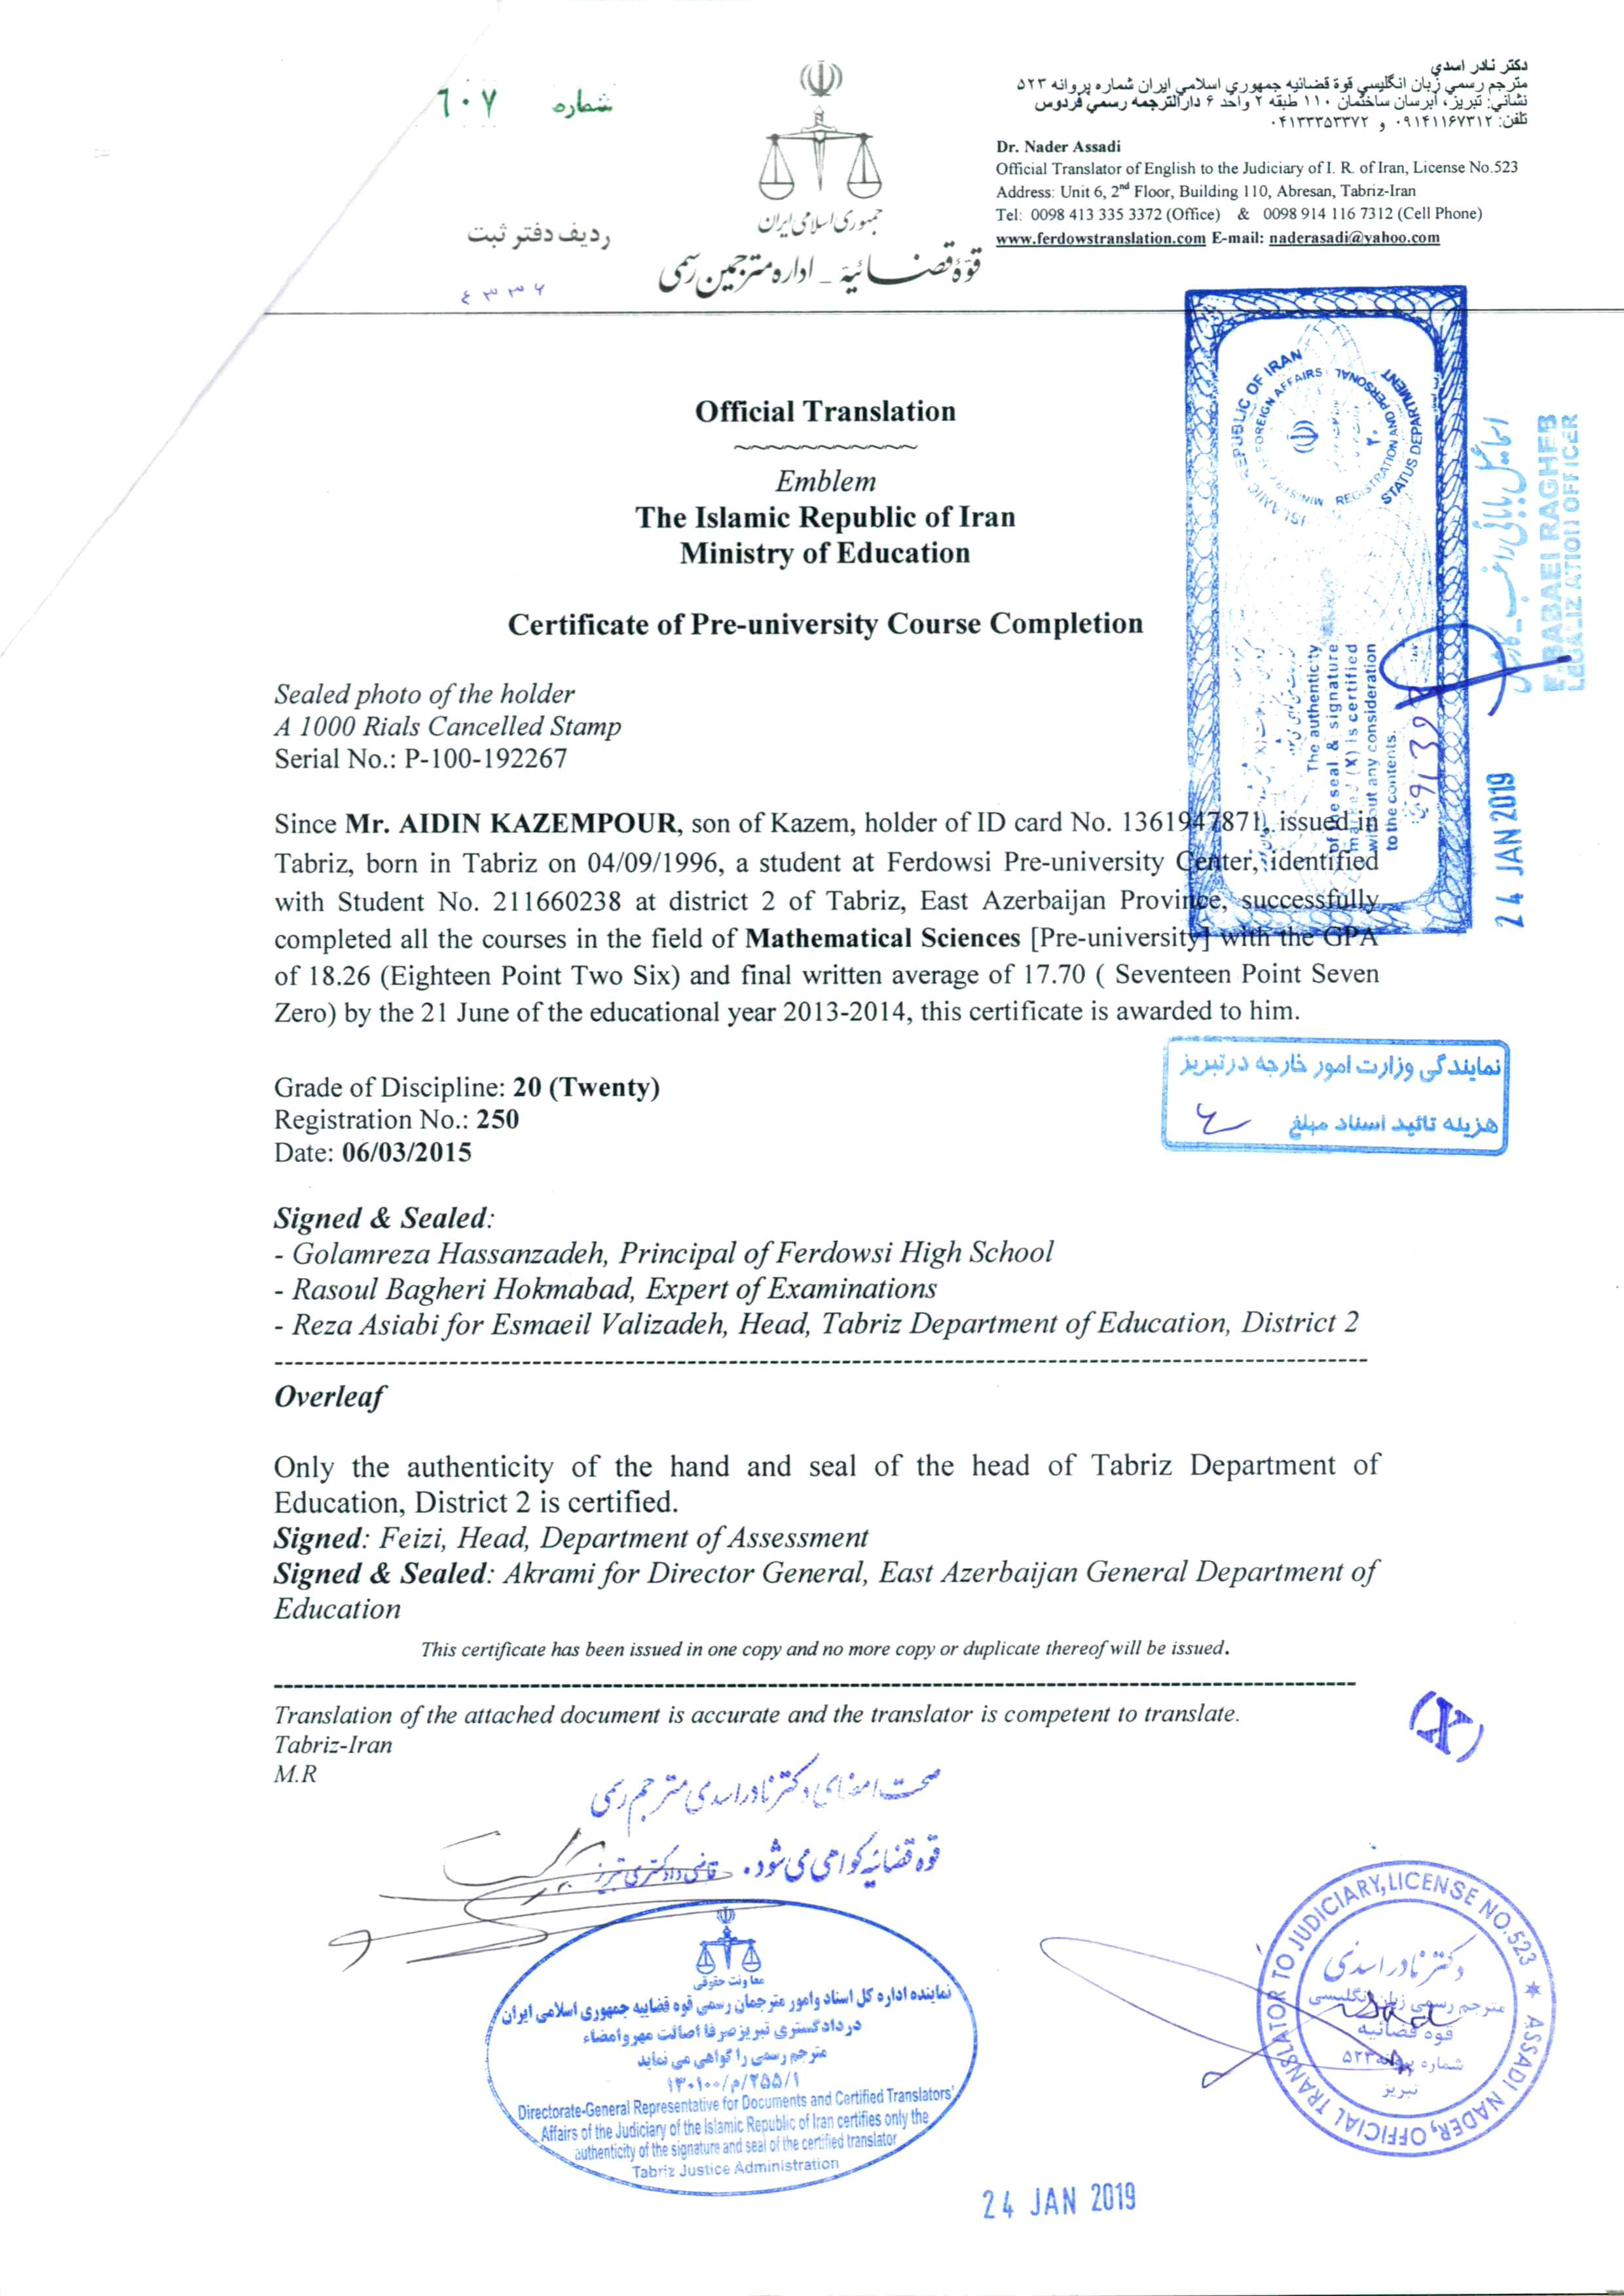 شماره ٦٠٧
ردیف دفتر ثبت
٤٣٣٦
جمهوری اسلامی ایران
قوّهٔ قضـــائیّه - اداره مترجمین رسمی
دکتر نادر اسدی
مترجم رسمی زبان انگلیسی قوة قضائیه جمهوری اسلامی ایران شماره پروانه ۵۲۳
نشانی: تبریز، آبرسان ساختمان ۱۱۰ طبقه ۲ واحد ۶ دارالترجمه رسمی فردوس
تلفن: ۰۹۱۴۱۱۶۷۳۱۲ و ۰۴۱۳۳۳۵۳۳۷۲
Dr. Nader Assadi
Official Translator of English to the Judiciary of I. R. of Iran, License No.523
Address: Unit 6, 2nd Floor, Building 110, Abresan, Tabriz-Iran
Tel: 0098 413 335 3372 (Office) & 0098 914 116 7312 (Cell Phone)
www.ferdowstranslation.com E-mail: naderasadi@yahoo.com
Official Translation
~~~~~~~~~~~~~
Emblem
The Islamic Republic of Iran
Ministry of Education
Certificate of Pre-university Course Completion
Sealed photo of the holder
A 1000 Rials Cancelled Stamp
Serial No.: P-100-192267
ISLAMIC REPUBLIC OF IRAN
MINISTRY OF FOREIGN AFFAIRS
REGISTRATION AND PERSONAL
STATUS DEPARTMENT
۲۰
The authenticity
of the seal & signature
marked (X) is certified
without any consideration
to the contents.
BABAEI RAGHEB
LEGALIZATION OFFICER
24 JAN 2019
Since Mr. AIDIN KAZEMPOUR, son of Kazem, holder of ID card No. 1361947871, issued in
Tabriz, born in Tabriz on 04/09/1996, a student at Ferdowsi Pre-university Center, identified
with Student No. 211660238 at district 2 of Tabriz, East Azerbaijan Province, successfully
completed all the courses in the field of Mathematical Sciences [Pre-university] with the GPA
of 18.26 (Eighteen Point Two Six) and final written average of 17.70 ( Seventeen Point Seven
Zero) by the 21 June of the educational year 2013-2014, this certificate is awarded to him.
نمایندگی وزارت امور خارجه در تبریز
هزینه تائید اسناد مبلغ
Grade of Discipline: 20 (Twenty)
Registration No.: 250
Date: 06/03/2015
Signed & Sealed:
- Golamreza Hassanzadeh, Principal of Ferdowsi High School
- Rasoul Bagheri Hokmabad, Expert of Examinations
- Reza Asiabi for Esmaeil Valizadeh, Head, Tabriz Department of Education, District 2
Overleaf
Only the authenticity of the hand and seal of the head of Tabriz Department of
Education, District 2 is certified.
Signed: Feizi, Head, Department of Assessment
Signed & Sealed: Akrami for Director General, East Azerbaijan General Department of
Education
This certificate has been issued in one copy and no more copy or duplicate thereof will be issued.
Translation of the attached document is accurate and the translator is competent to translate.
Tabriz-Iran
M.R
(X)
صحت امضای دکتر نادر اسدی مترجم رسمی
قوه قضائیه گواهی می شود. قاضی دادگستری تبریز
معاونت حقوقی
نماینده اداره کل اسناد وامور مترجمان رسمی قوه قضاییه جمهوری اسلامی ایران
در دادگستری تبریز صرفا اصالت مهر وامضاء
مترجم رسمی را گواهی می نماید
۱۳۰۱۰۰/م/۲۵۵/۱
Directorate-General Representative for Documents and Certified Translators'
Affairs of the Judiciary of the Islamic Republic of Iran certifies only the
authenticity of the signature and seal of the certified translator
Tabriz Justice Administration
ASSADI NADER, OFFICIAL TRANSLATOR TO JUDICIARY, LICENSE NO.523
دکتر نادر اسدی
مترجم رسمی زبان انگلیسی
قوه قضائیه
شماره پروانه ۵۲۳
تبریز
24 JAN 2019